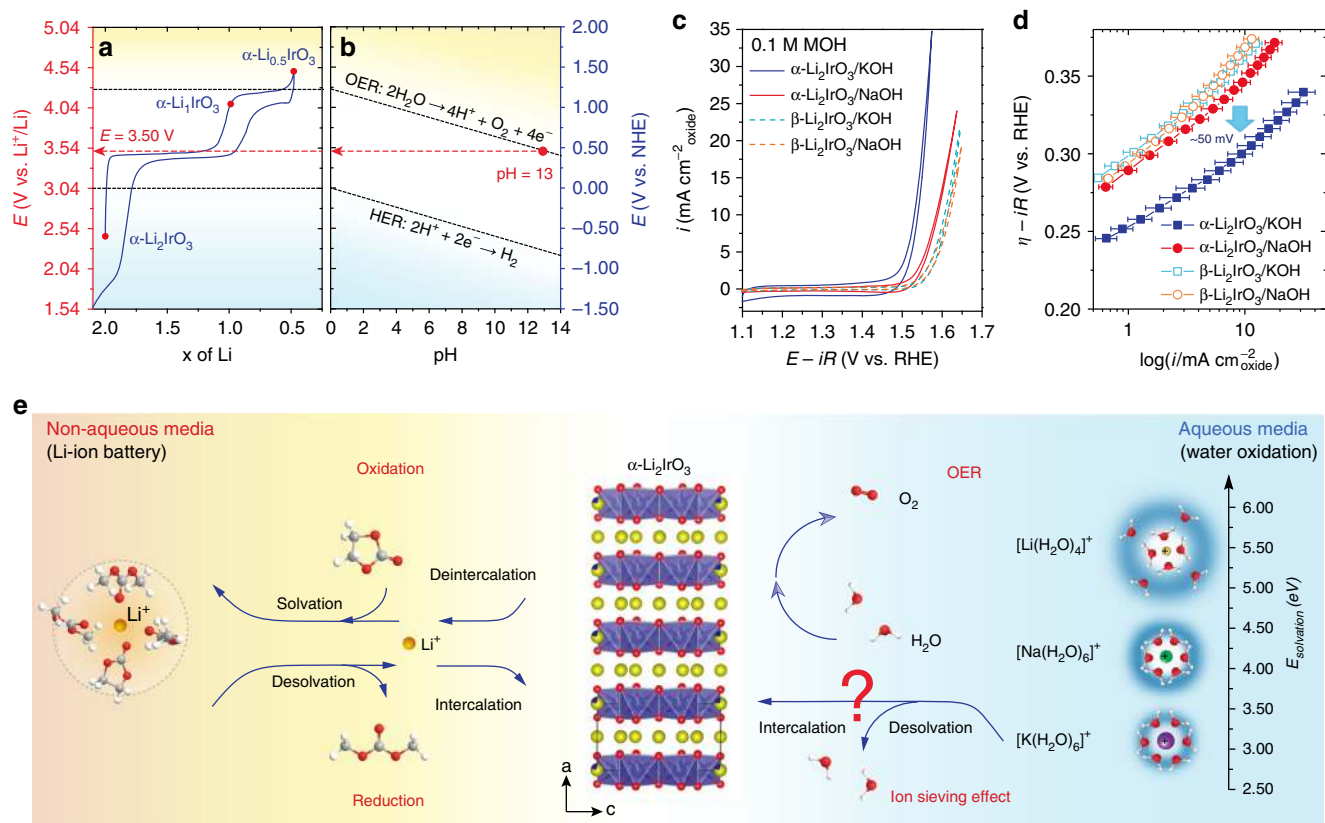 a
E (V vs. Li⁺/Li)
5.04
4.54
4.04
3.54
3.04
2.54
2.04
1.54
α-Li₀.₅IrO₃
α-Li₁IrO₃
E = 3.50 V
α-Li₂IrO₃
2.0 1.5 1.0 0.5
x of Li
b
OER: 2H₂O → 4H⁺ + O₂ + 4e⁻
pH = 13
HER: 2H⁺ + 2e⁻ → H₂
0 2 4 6 8 10 12 14
pH
2.00
1.50
1.00
0.50
0.00
−0.50
−1.00
−1.50
E (V vs. NHE)
c
i (mA cm⁻²oxide)
35
30
25
20
15
10
5
0
0.1 M MOH
α-Li₂IrO₃/KOH
α-Li₂IrO₃/NaOH
β-Li₂IrO₃/KOH
β-Li₂IrO₃/NaOH
1.1 1.2 1.3 1.4 1.5 1.6 1.7
E – iR (V vs. RHE)
d
η – iR (V vs. RHE)
0.35
0.30
0.25
0.20
~50 mV
α-Li₂IrO₃/KOH
α-Li₂IrO₃/NaOH
β-Li₂IrO₃/KOH
β-Li₂IrO₃/NaOH
1 10
log(i/mA cm⁻²oxide)
e
Non-aqueous media
(Li-ion battery)
Oxidation
Li⁺
Solvation
Deintercalation
Li⁺
Desolvation
Intercalation
Reduction
α-Li₂IrO₃
a
c
OER
O₂
H₂O
?
Intercalation
Desolvation
Ion sieving effect
Aqueous media
(water oxidation)
[Li(H₂O)₄]⁺
+
[Na(H₂O)₆]⁺
+
[K(H₂O)₆]⁺
+
6.00
5.50
5.00
4.50
4.00
3.50
3.00
2.50
Esolvation (eV)